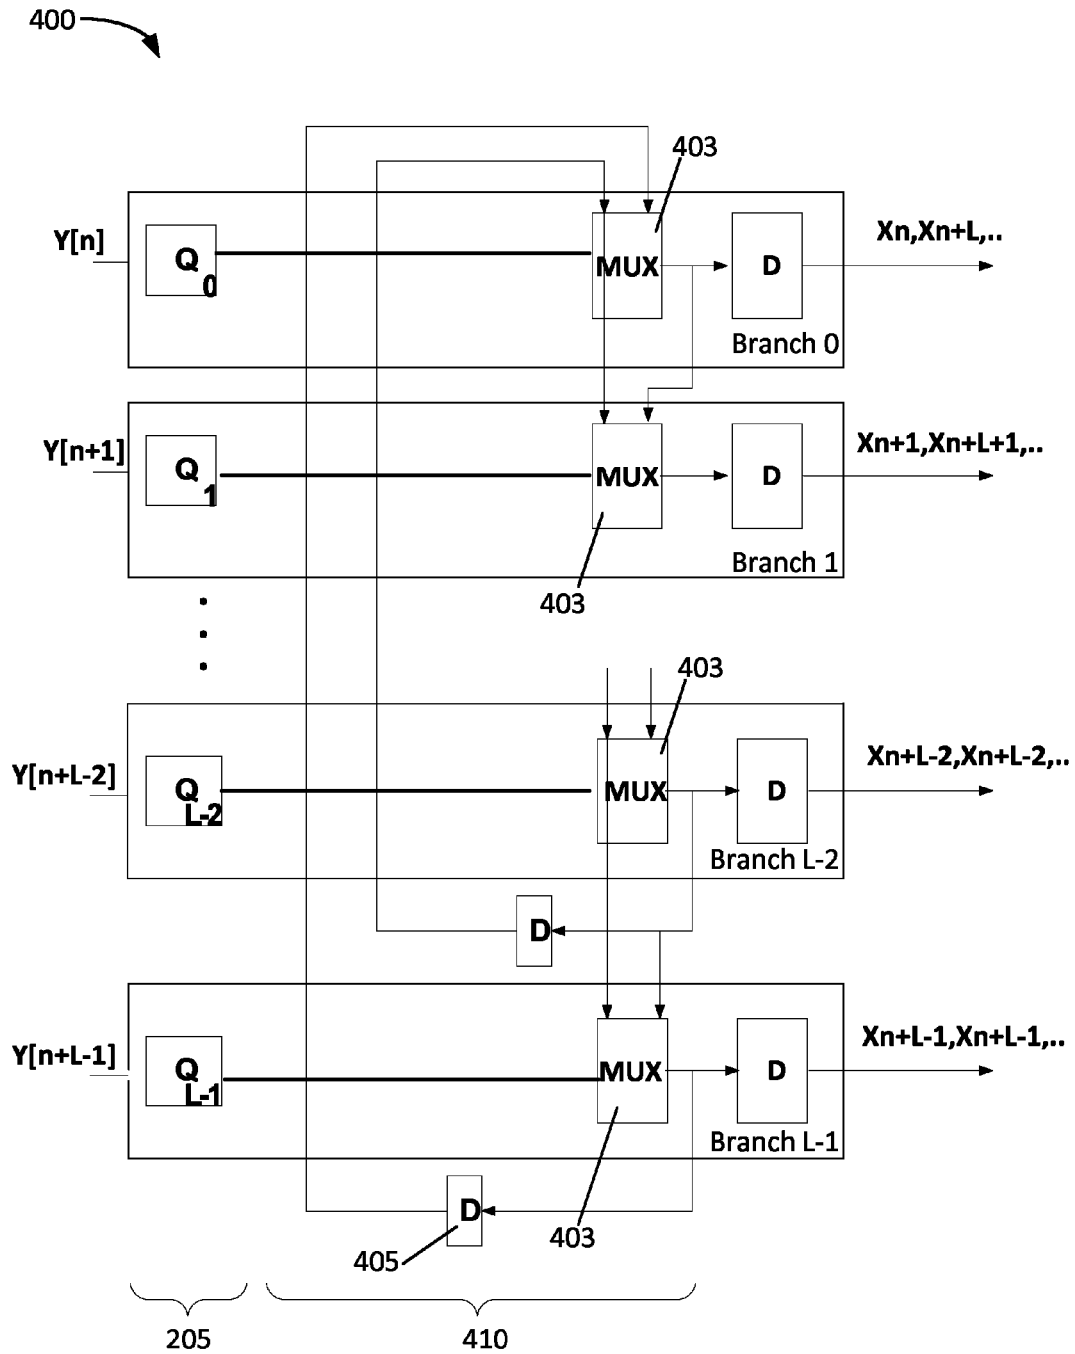 400
403
Y[n]
Q
0
MUX
D
Xn,Xn+L,..
Branch 0
Y[n+1]
Q
1
MUX
D
Xn+1,Xn+L+1,..
Branch 1
403
403
Y[n+L-2]
Q
L-2
MUX
D
Xn+L-2,Xn+L-2,..
Branch L-2
D
Y[n+L-1]
Q
L-1
MUX
D
Xn+L-1,Xn+L-1,..
Branch L-1
D
405
403
205
410